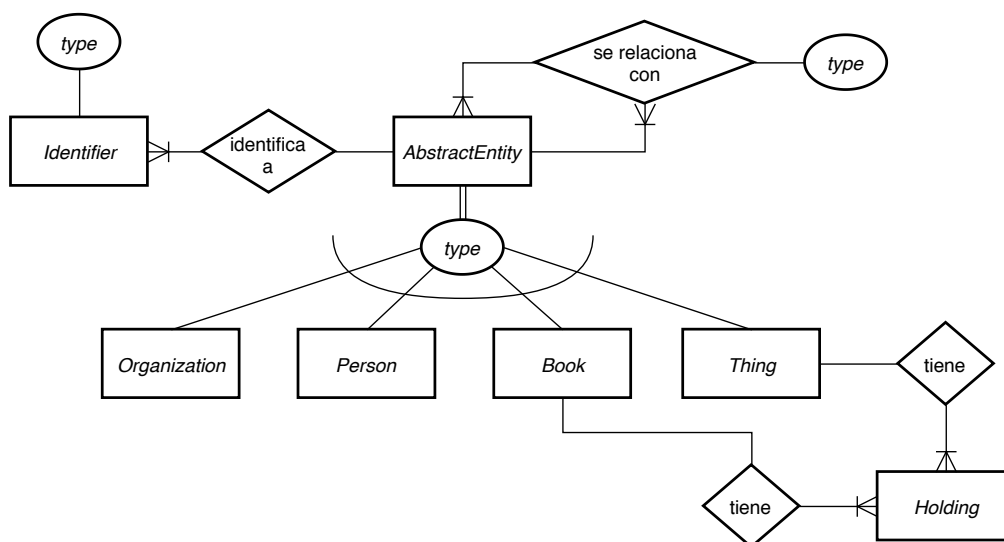 type
se relaciona
con
type
Identifier
identifica
a
AbstractEntity
type
Organization
Person
Book
Thing
tiene
tiene
Holding